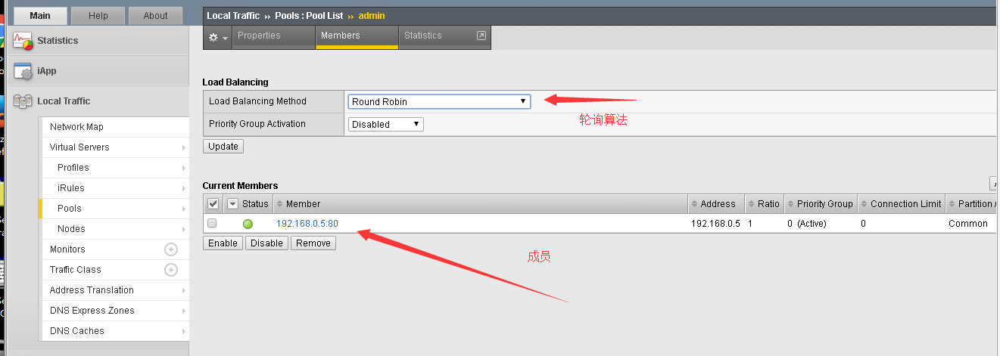 Main Help About
Statistics
iApp
Local Traffic
Network Map
Virtual Servers
Profiles
iRules
Pools
Nodes
Monitors
Traffic Class
Address Translation
DNS Express Zones
DNS Caches
Local Traffic ›› Pools : Pool List ›› admin
Properties Members Statistics
Load Balancing
Load Balancing Method Round Robin
轮询算法
Priority Group Activation Disabled
Update
Current Members
Status Member Address Ratio Priority Group Connection Limit Partition
192.168.0.5:80 192.168.0.5 1 0 (Active) 0 Common
Enable Disable Remove
成员